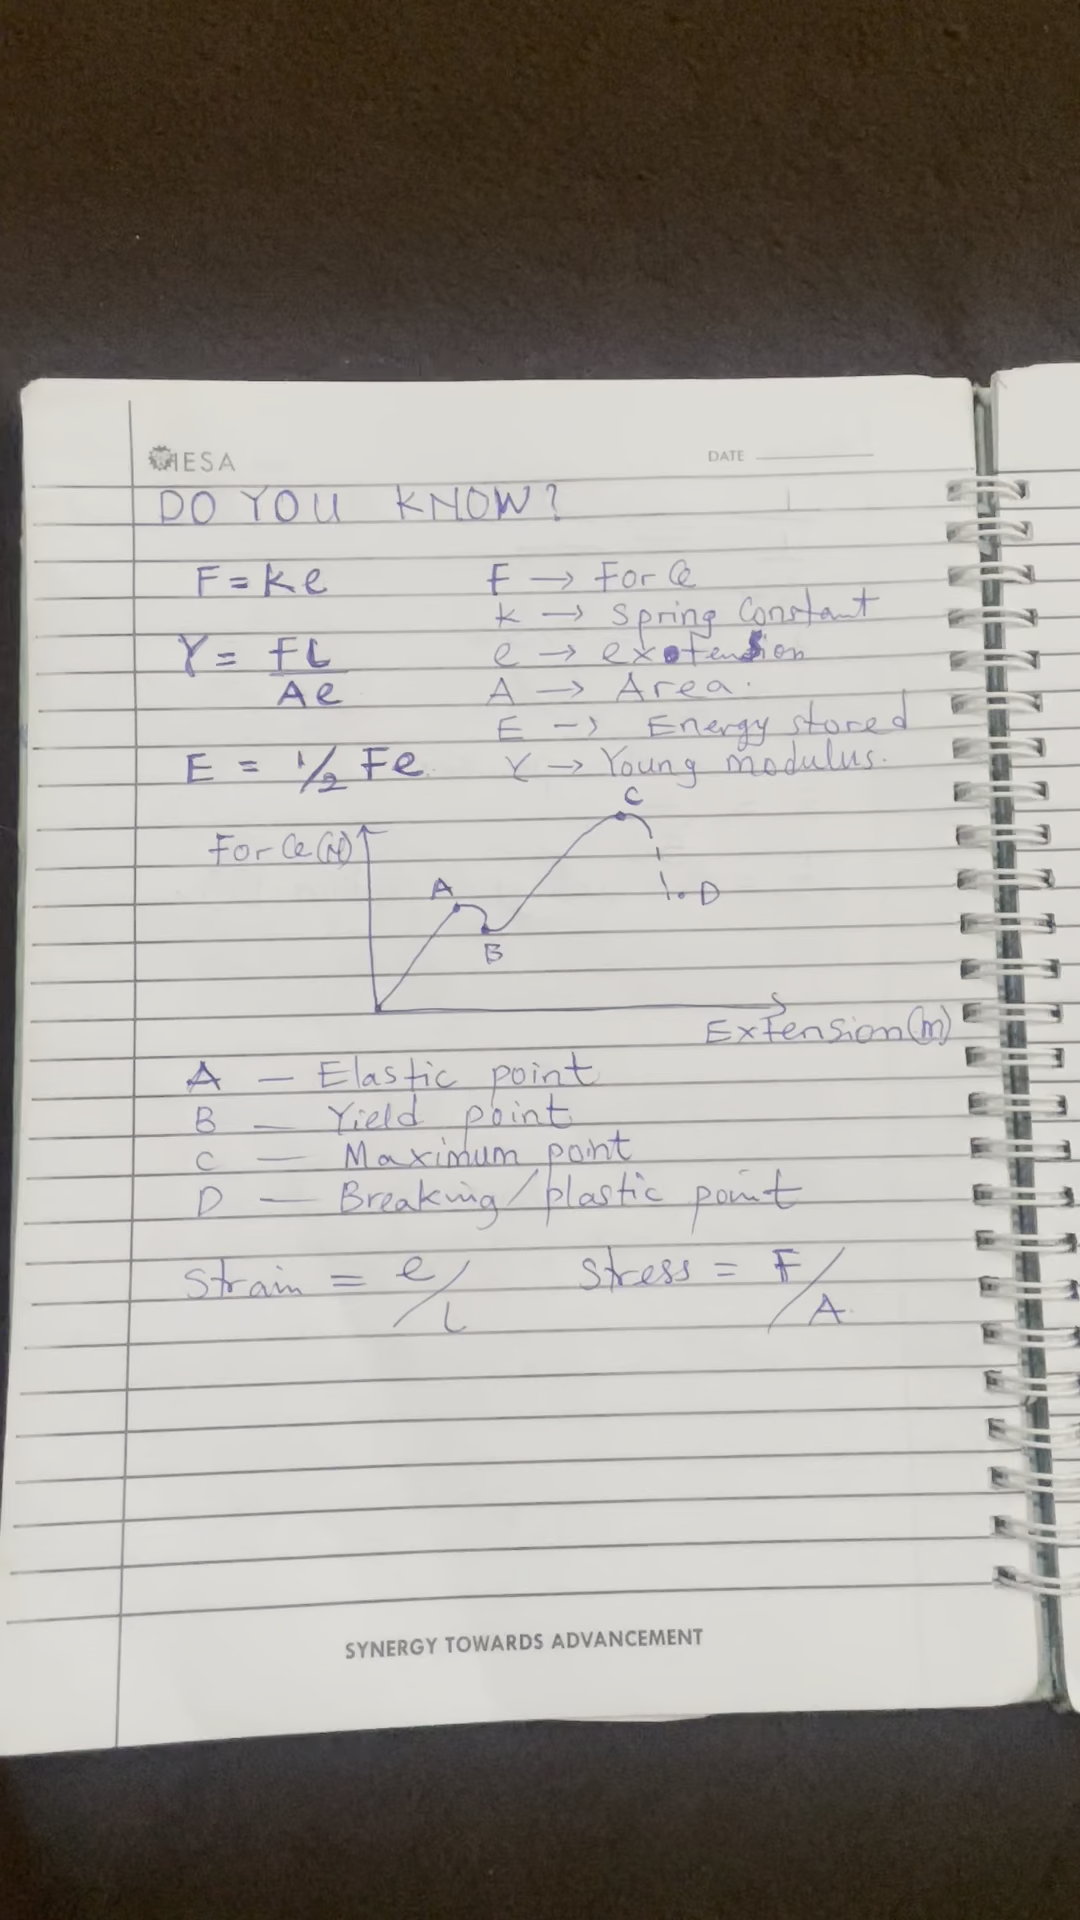 IESA
DATE
DO YOU KNOW?
F = Ke
F → Force
K → Spring Constant
Y = FL/Ae
e → extension
A → Area.
E → Energy stored
E = 1/2 Fe
Y → Young modulus.
C
Force (N)
A
D
B
Extension (m)
A — Elastic point
B — Yield point
C — Maximum point
D — Breaking/plastic point
Strain = e/L Stress = F/A
SYNERGY TOWARDS ADVANCEMENT